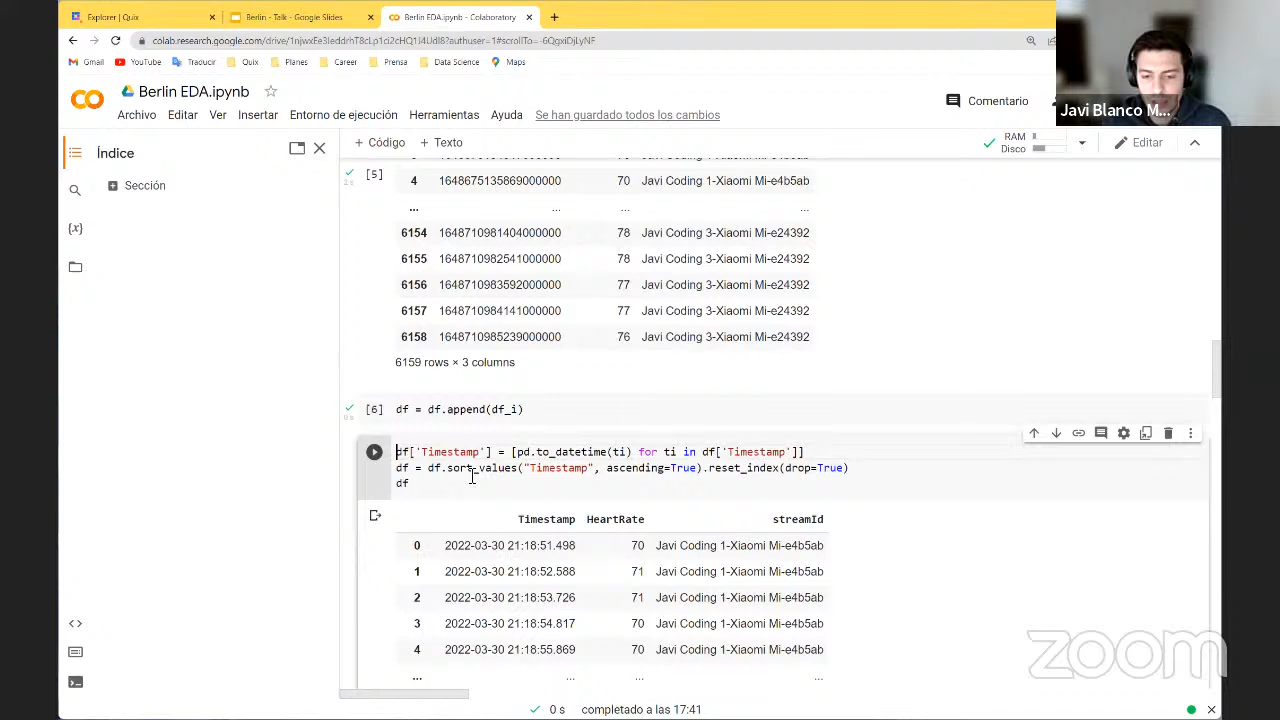 Explorer | Quix
Berlin - Talk - Google Slides
Berlin EDA.ipynb - Colaboratory
Gmail
YouTube
Traducir
Quix
Planes
Career
Prensa
Data Science
Maps
Berlin EDA.ipynb
Archivo Editar Ver Insertar Entorno de ejecución Herramientas Ayuda Se han guardado todos los cambios
Comentario
Javi Blanco M...
Índice
Sección
+ Código + Texto
RAM
Disco
Editar
[5]
4 1648675135869000000 70 Javi Coding 1-Xiaomi Mi-e4b5ab
... ... ... ...
6154 1648710981404000000 78 Javi Coding 3-Xiaomi Mi-e24392
6155 1648710982541000000 78 Javi Coding 3-Xiaomi Mi-e24392
6156 1648710983592000000 77 Javi Coding 3-Xiaomi Mi-e24392
6157 1648710984141000000 77 Javi Coding 3-Xiaomi Mi-e24392
6158 1648710985239000000 76 Javi Coding 3-Xiaomi Mi-e24392
6159 rows × 3 columns
[6] df = df.append(df_i)
df['Timestamp'] = [pd.to_datetime(ti) for ti in df['Timestamp']]
df = df.sort_values("Timestamp", ascending=True).reset_index(drop=True)
df
Timestamp HeartRate streamId
0 2022-03-30 21:18:51.498 70 Javi Coding 1-Xiaomi Mi-e4b5ab
1 2022-03-30 21:18:52.588 71 Javi Coding 1-Xiaomi Mi-e4b5ab
2 2022-03-30 21:18:53.726 71 Javi Coding 1-Xiaomi Mi-e4b5ab
3 2022-03-30 21:18:54.817 70 Javi Coding 1-Xiaomi Mi-e4b5ab
4 2022-03-30 21:18:55.869 70 Javi Coding 1-Xiaomi Mi-e4b5ab
... ... ... ...
zoom
0 s completado a las 17:41